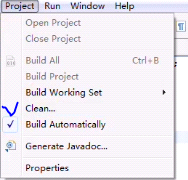 Project Run Window Help
Open Project
Close Project
Build All Ctrl+B
Build Project
Build Working Set
Clean...
Build Automatically
Generate Javadoc...
Properties